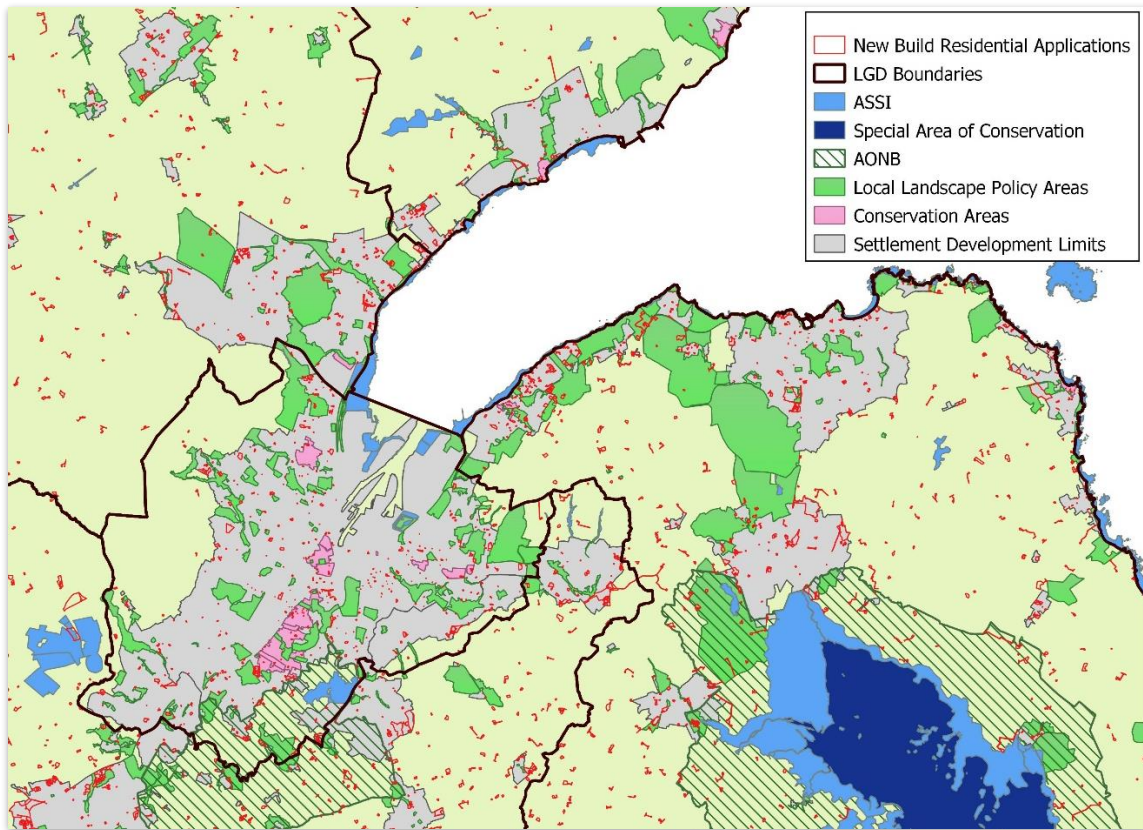 New Build Residential Applications
LGD Boundaries
ASSI
Special Area of Conservation
AONB
Local Landscape Policy Areas
Conservation Areas
Settlement Development Limits